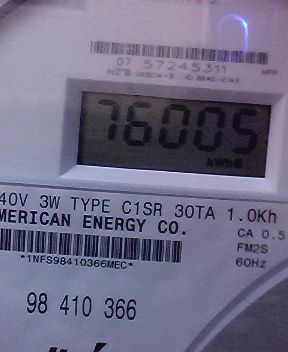 07 57245311
76005
kWhB
40V 3W TYPE C1SR 30TA 1.0Kh
MERICAN ENERGY CO.
CA 0.5
FM2S
60Hz
*1NFS98410366MEC*
98 410 366